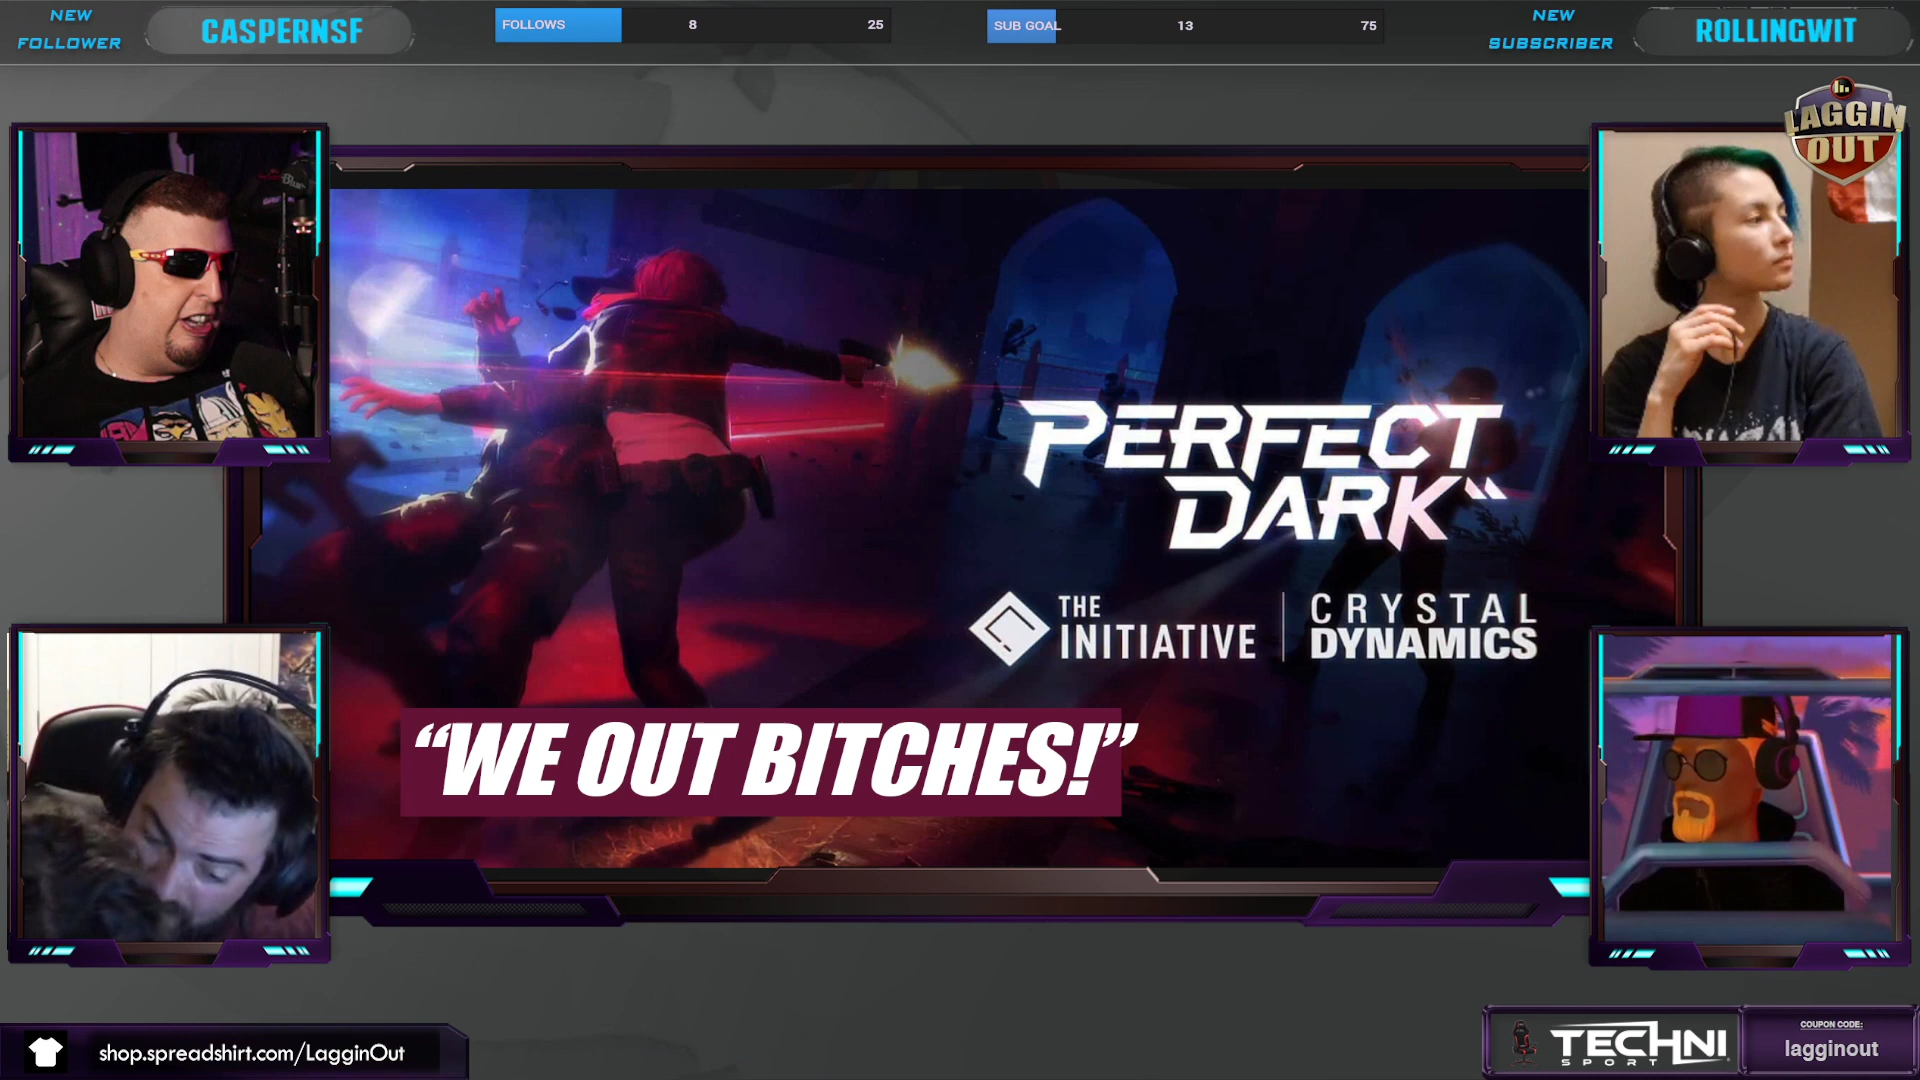 NEW
FOLLOWER
CASPERNSF
FOLLOWS 8 25
SUB GOAL 13 75
NEW
SUBSCRIBER
ROLLINGWIT
LAGGIN
OUT
Blue
PERFECT
DARK
THE
INITIATIVE
CRYSTAL
DYNAMICS
“WE OUT BITCHES!”
shop.spreadshirt.com/LagginOut
TECHNI
SPORT
COUPON CODE:
lagginout